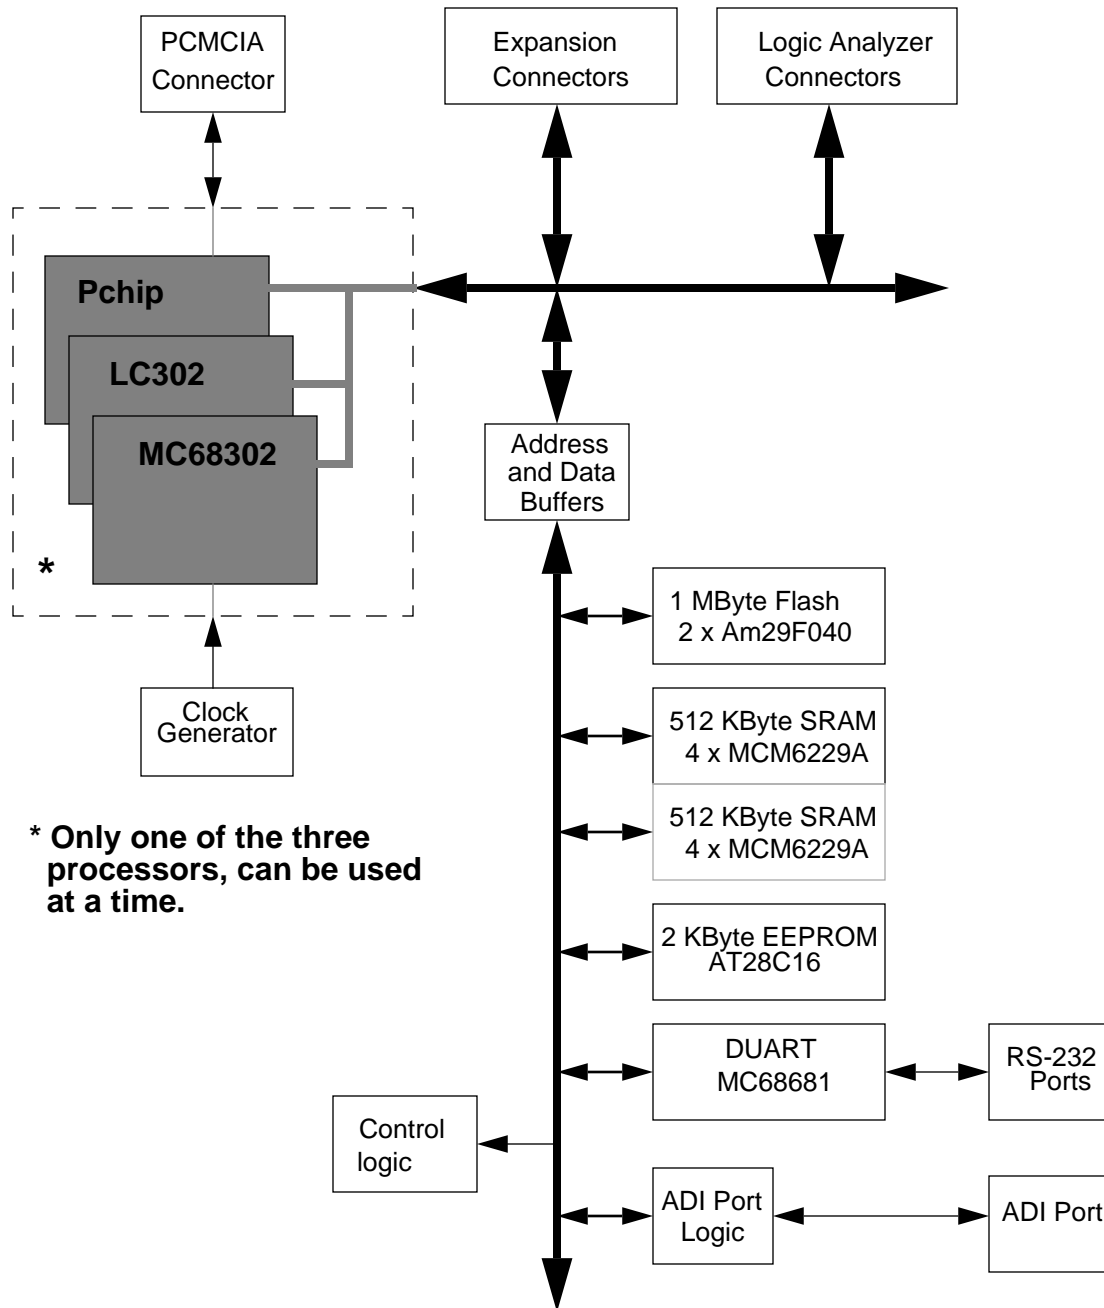 PCMCIA
Connector
Expansion
Connectors
Logic Analyzer
Connectors
Pchip
LC302
MC68302
*
Address
and Data
Buffers
Clock
Generator
* Only one of the three
processors, can be used
at a time.
1 MByte Flash
2 x Am29F040
512 KByte SRAM
4 x MCM6229A
512 KByte SRAM
4 x MCM6229A
2 KByte EEPROM
AT28C16
DUART
MC68681
RS-232
Ports
Control
logic
ADI Port
Logic
ADI Port